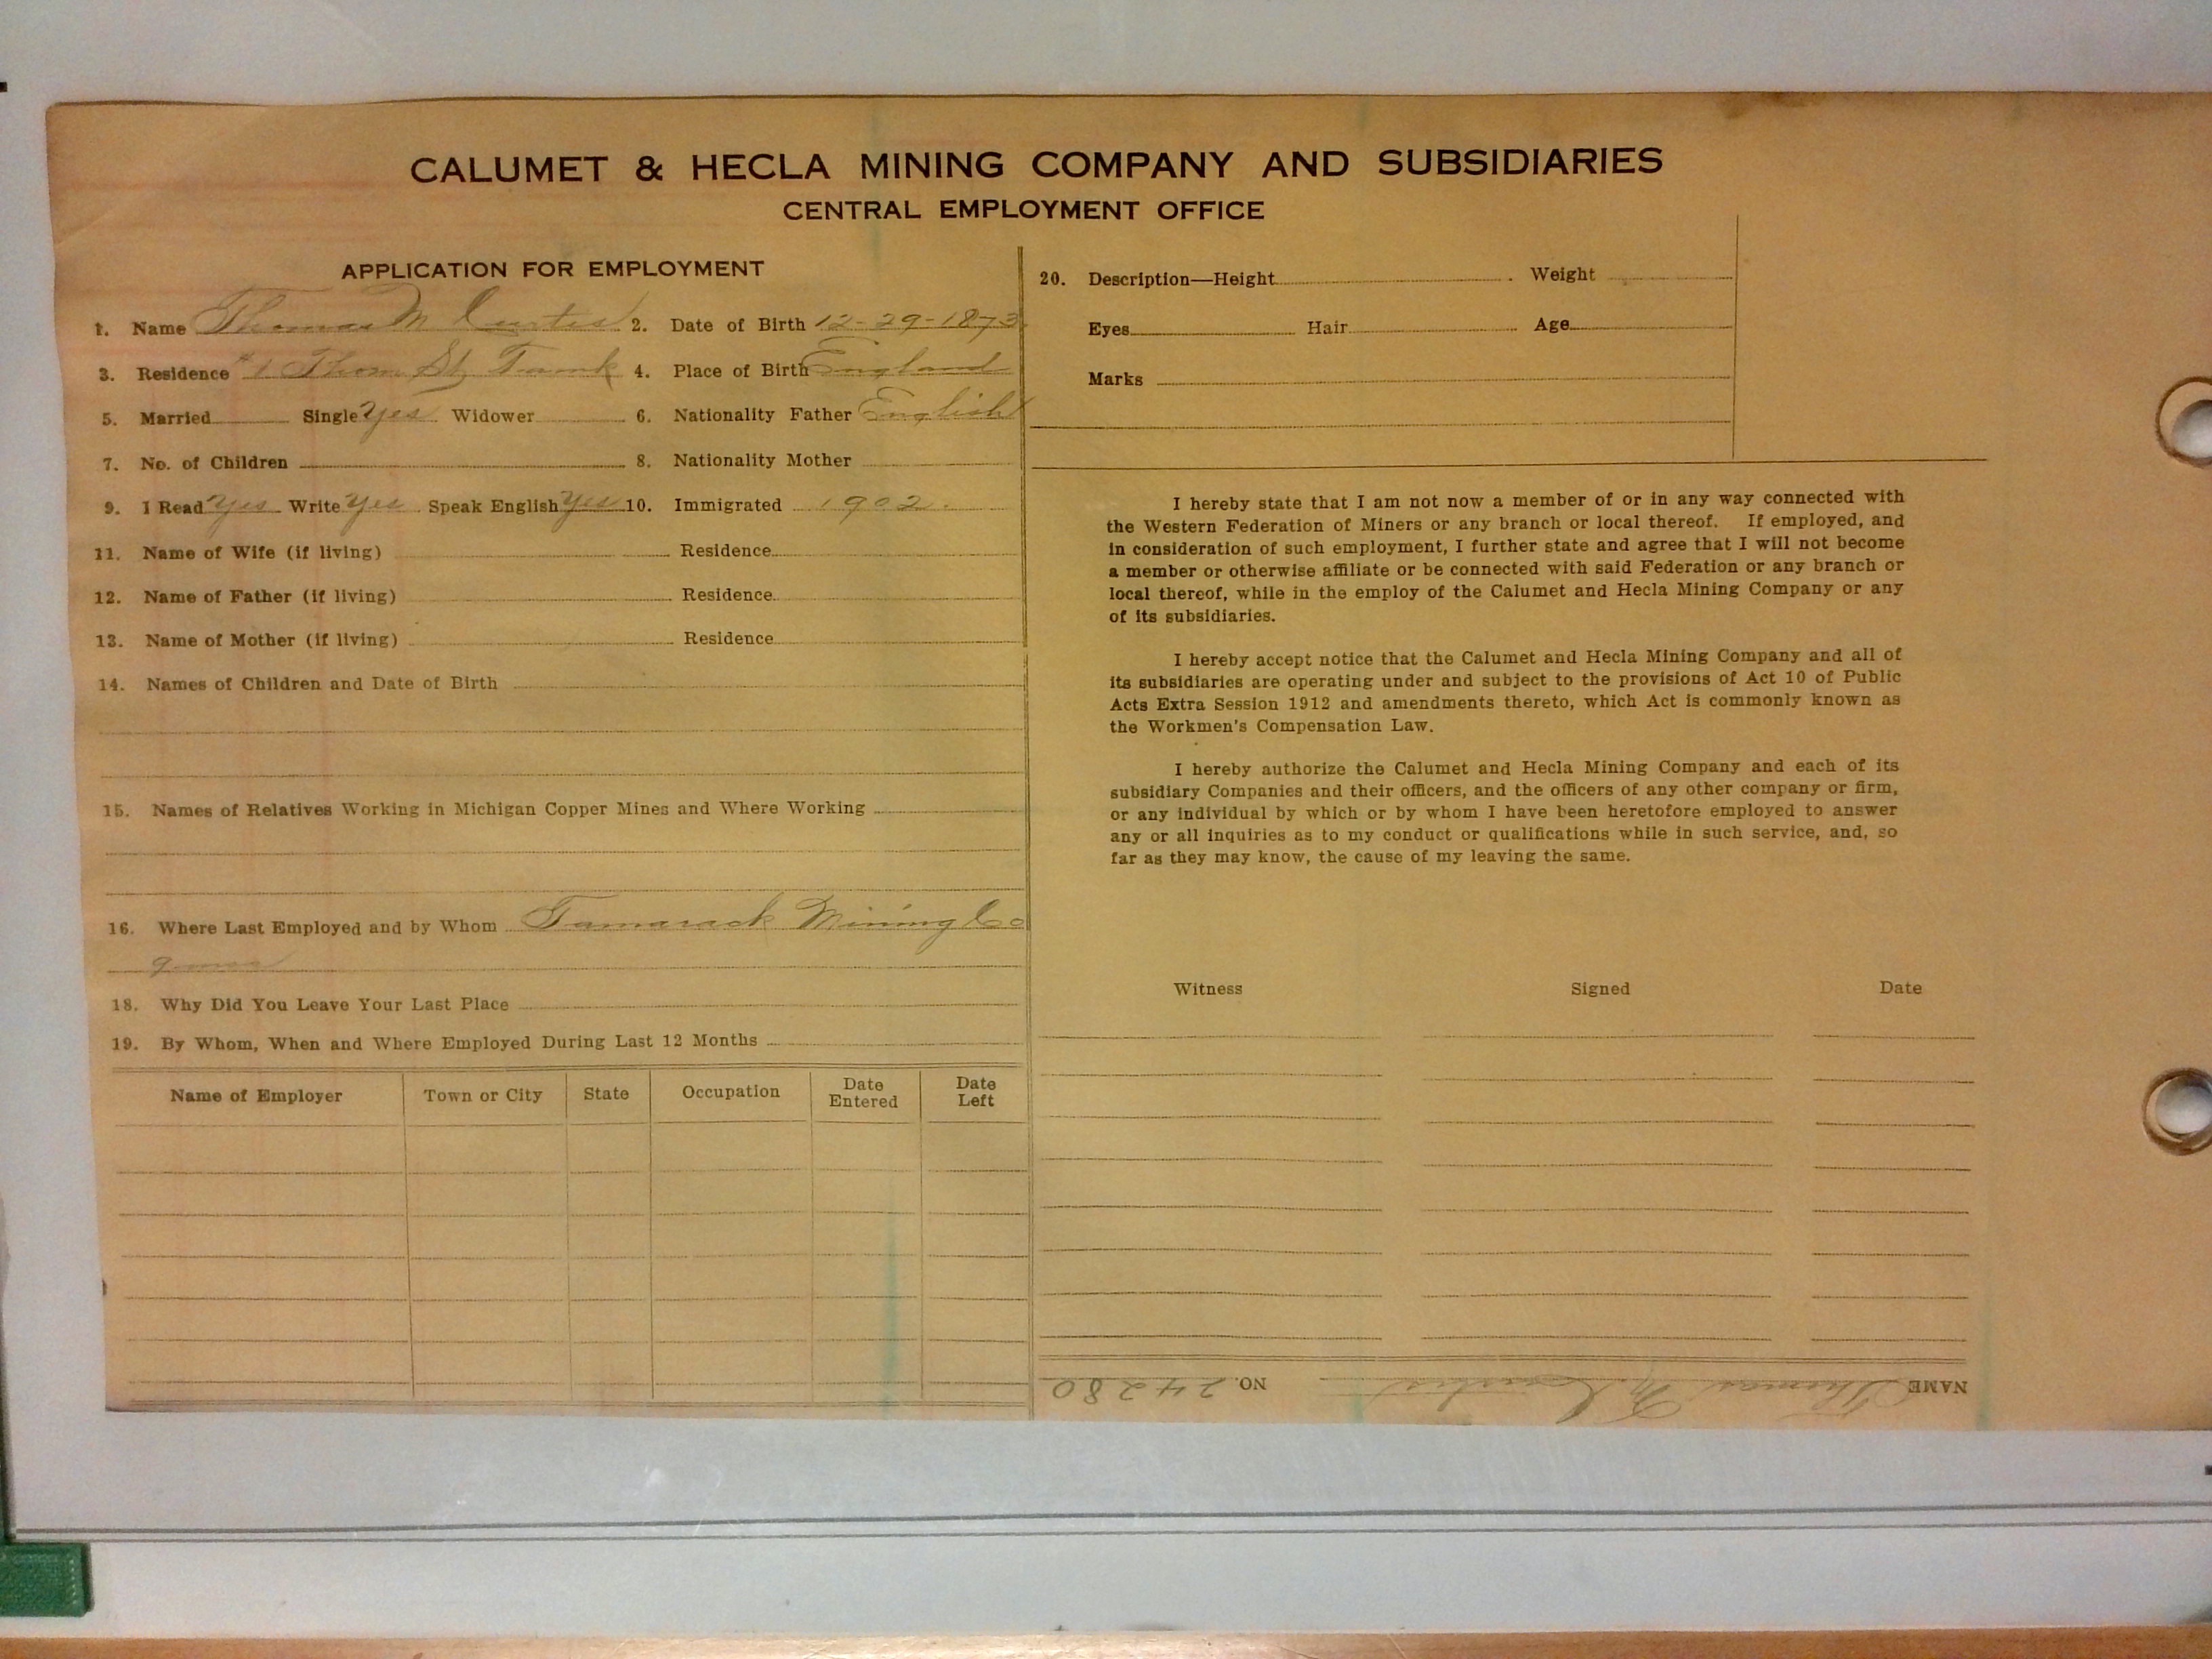 CALUMET & HECLA MINING COMPANY AND SUBSIDIARIES
CENTRAL EMPLOYMENT OFFICE
APPLICATION FOR EMPLOYMENT
1. Name Thomas M Curtis 2. Date of Birth 12-29-1873
3. Residence #1 Thom St, Tamk 4. Place of Birth England
5. Married Single Yes Widower 6. Nationality Father English
7. No. of Children 8. Nationality Mother
9. I Read Yes Write Yes Speak English Yes 10. Immigrated 1902.
11. Name of Wife (if living) Residence
12. Name of Father (if living) Residence
13. Name of Mother (if living) Residence
14. Names of Children and Date of Birth
15. Names of Relatives Working in Michigan Copper Mines and Where Working
16. Where Last Employed and by Whom Tamarack Mining Co
18. Why Did You Leave Your Last Place
19. By Whom, When and Where Employed During Last 12 Months
Name of Employer Town or City State Occupation Date Entered Date Left
20. Description—Height Weight
Eyes Hair Age
Marks
I hereby state that I am not now a member of or in any way connected with
the Western Federation of Miners or any branch or local thereof. If employed, and
in consideration of such employment, I further state and agree that I will not become
a member or otherwise affiliate or be connected with said Federation or any branch or
local thereof, while in the employ of the Calumet and Hecla Mining Company or any
of its subsidiaries.
I hereby accept notice that the Calumet and Hecla Mining Company and all of
its subsidiaries are operating under and subject to the provisions of Act 10 of Public
Acts Extra Session 1912 and amendments thereto, which Act is commonly known as
the Workmen's Compensation Law.
I hereby authorize the Calumet and Hecla Mining Company and each of its
subsidiary Companies and their officers, and the officers of any other company or firm,
or any individual by which or by whom I have been heretofore employed to answer
any or all inquiries as to my conduct or qualifications while in such service, and, so
far as they may know, the cause of my leaving the same.
Witness Signed Date
NAME Thomas M. Curtis NO. 24280